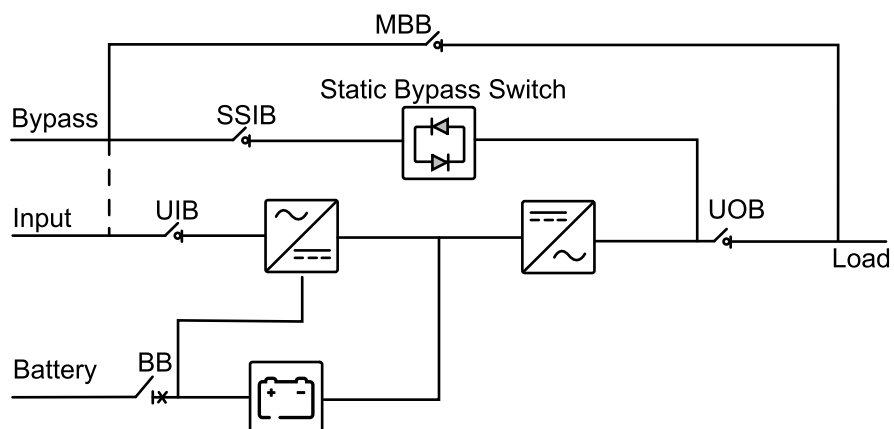 MBB
Static Bypass Switch
Bypass
SSIB
Input
UIB
UOB
Load
Battery
BB